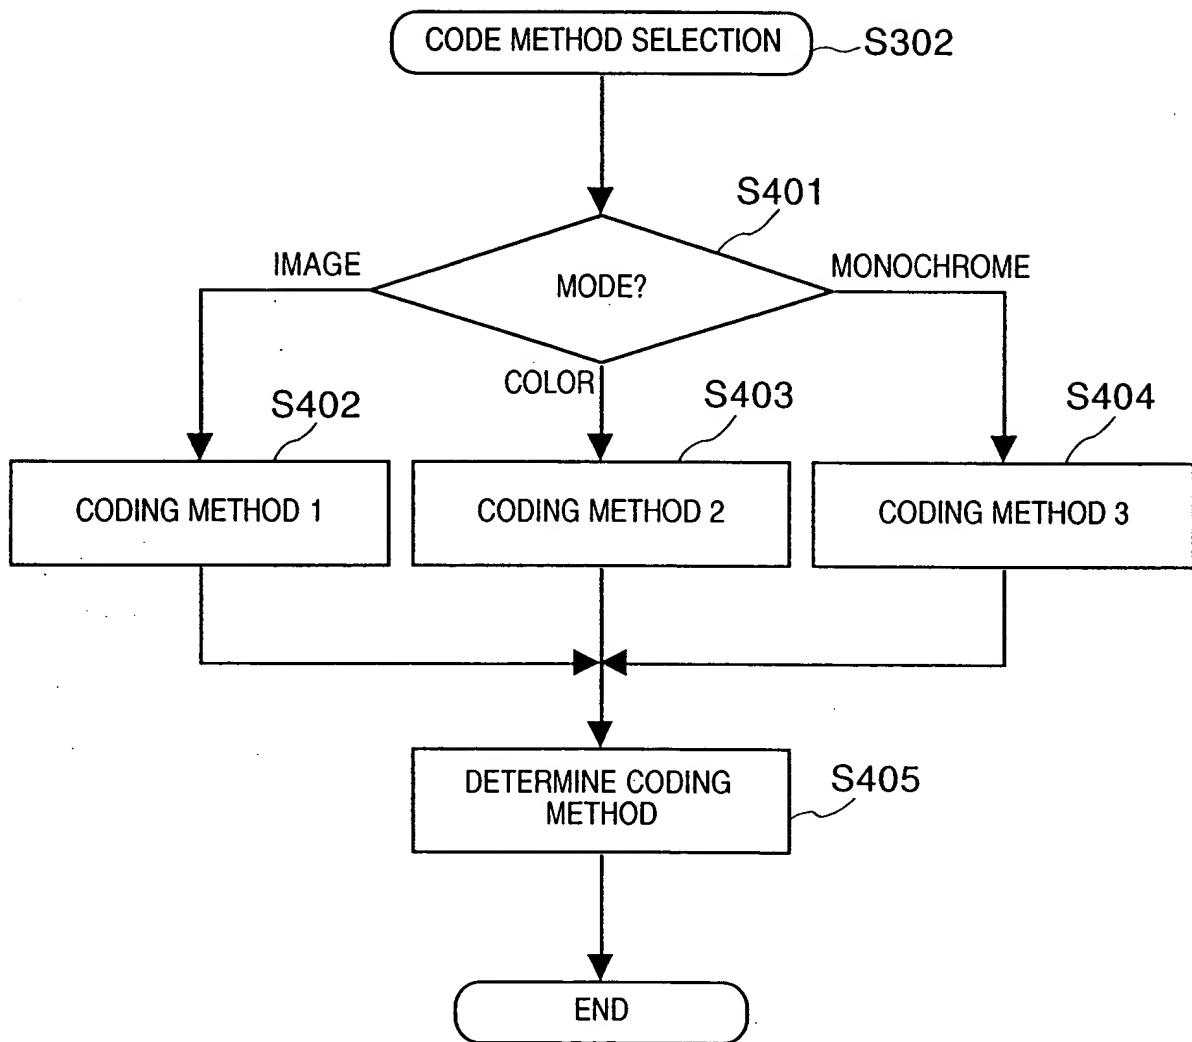 CODE METHOD SELECTION
S302
S401
IMAGE
MODE?
MONOCHROME
COLOR
S402
S403
S404
CODING METHOD 1
CODING METHOD 2
CODING METHOD 3
DETERMINE CODING
METHOD
S405
END